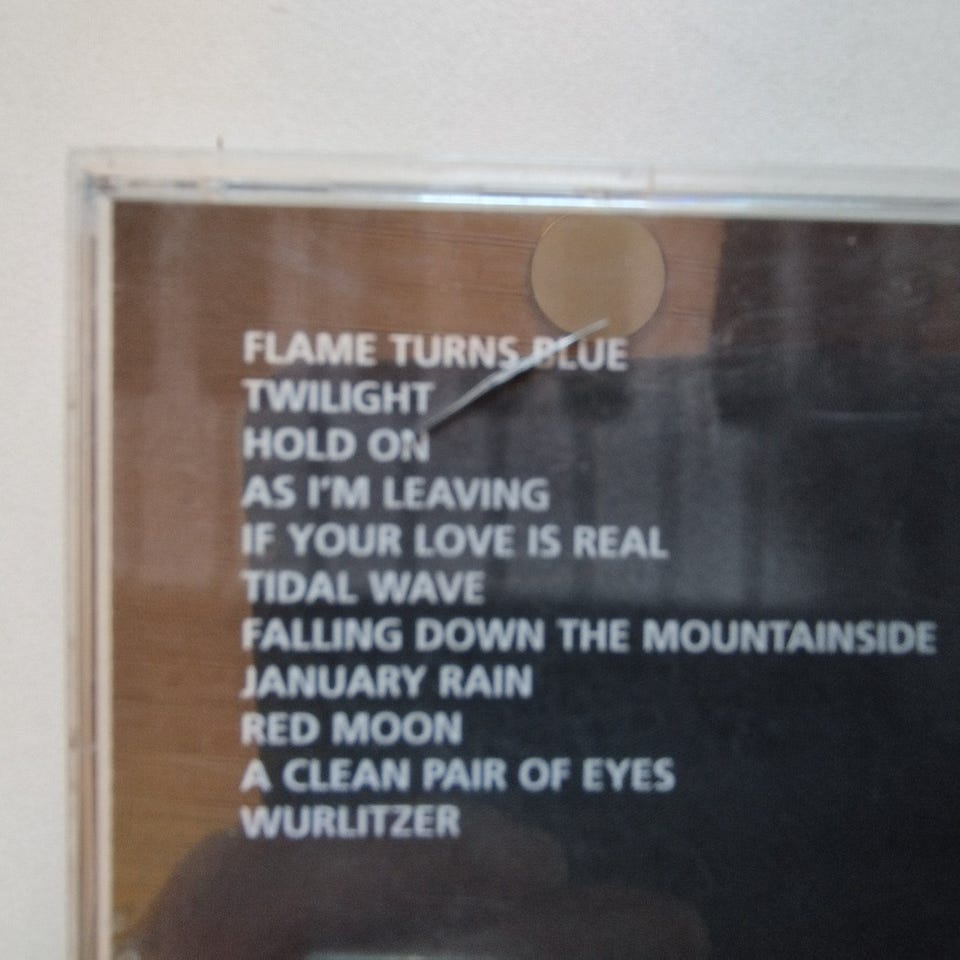 FLAME TURNS BLUE
TWILIGHT
HOLD ON
AS I'M LEAVING
IF YOUR LOVE IS REAL
TIDAL WAVE
FALLING DOWN THE MOUNTAINSIDE
JANUARY RAIN
RED MOON
A CLEAN PAIR OF EYES
WURLITZER